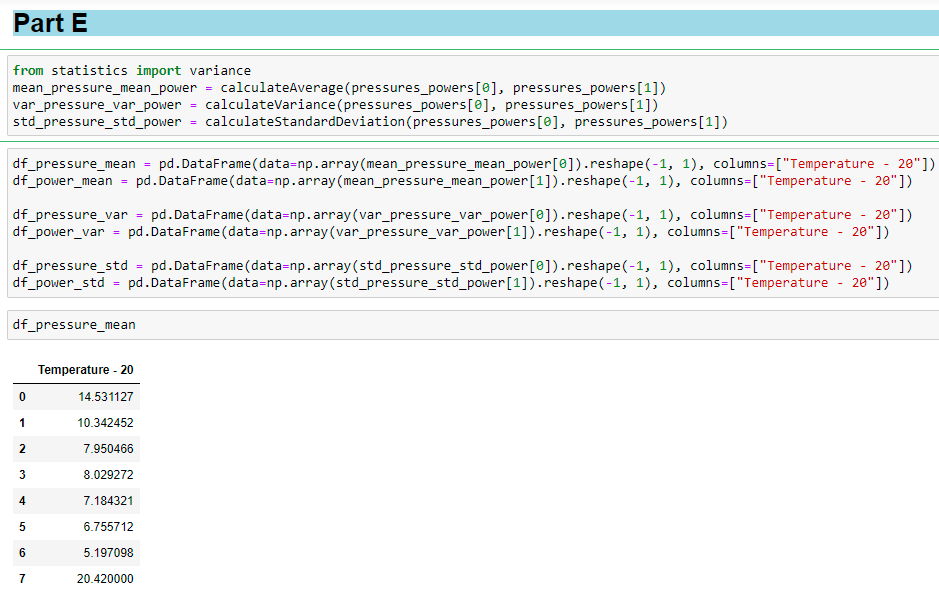 Part E
from statistics import variance
mean_pressure_mean_power = calculateAverage(pressures_powers[0], pressures_powers[1])
var_pressure_var_power = calculateVariance(pressures_powers[0], pressures_powers[1])
std_pressure_std_power = calculateStandardDeviation(pressures_powers[0], pressures_powers[1])
df_pressure_mean = pd.DataFrame(data=np.array(mean_pressure_mean_power[0]).reshape(-1, 1), columns=["Temperature - 20"])
df_power_mean = pd.DataFrame(data=np.array(mean_pressure_mean_power[1]).reshape(-1, 1), columns=["Temperature - 20"])
df_pressure_var = pd.DataFrame(data=np.array(var_pressure_var_power[0]).reshape(-1, 1), columns=["Temperature - 20"])
df_power_var = pd.DataFrame(data=np.array(var_pressure_var_power[1]).reshape(-1, 1), columns=["Temperature - 20"])
df_pressure_std = pd.DataFrame(data=np.array(std_pressure_std_power[0]).reshape(-1, 1), columns=["Temperature - 20"])
df_power_std = pd.DataFrame(data=np.array(std_pressure_std_power[1]).reshape(-1, 1), columns=["Temperature - 20"])
df_pressure_mean
Temperature - 20
0 14.531127
1 10.342452
2 7.950466
3 8.029272
4 7.184321
5 6.755712
6 5.197098
7 20.420000